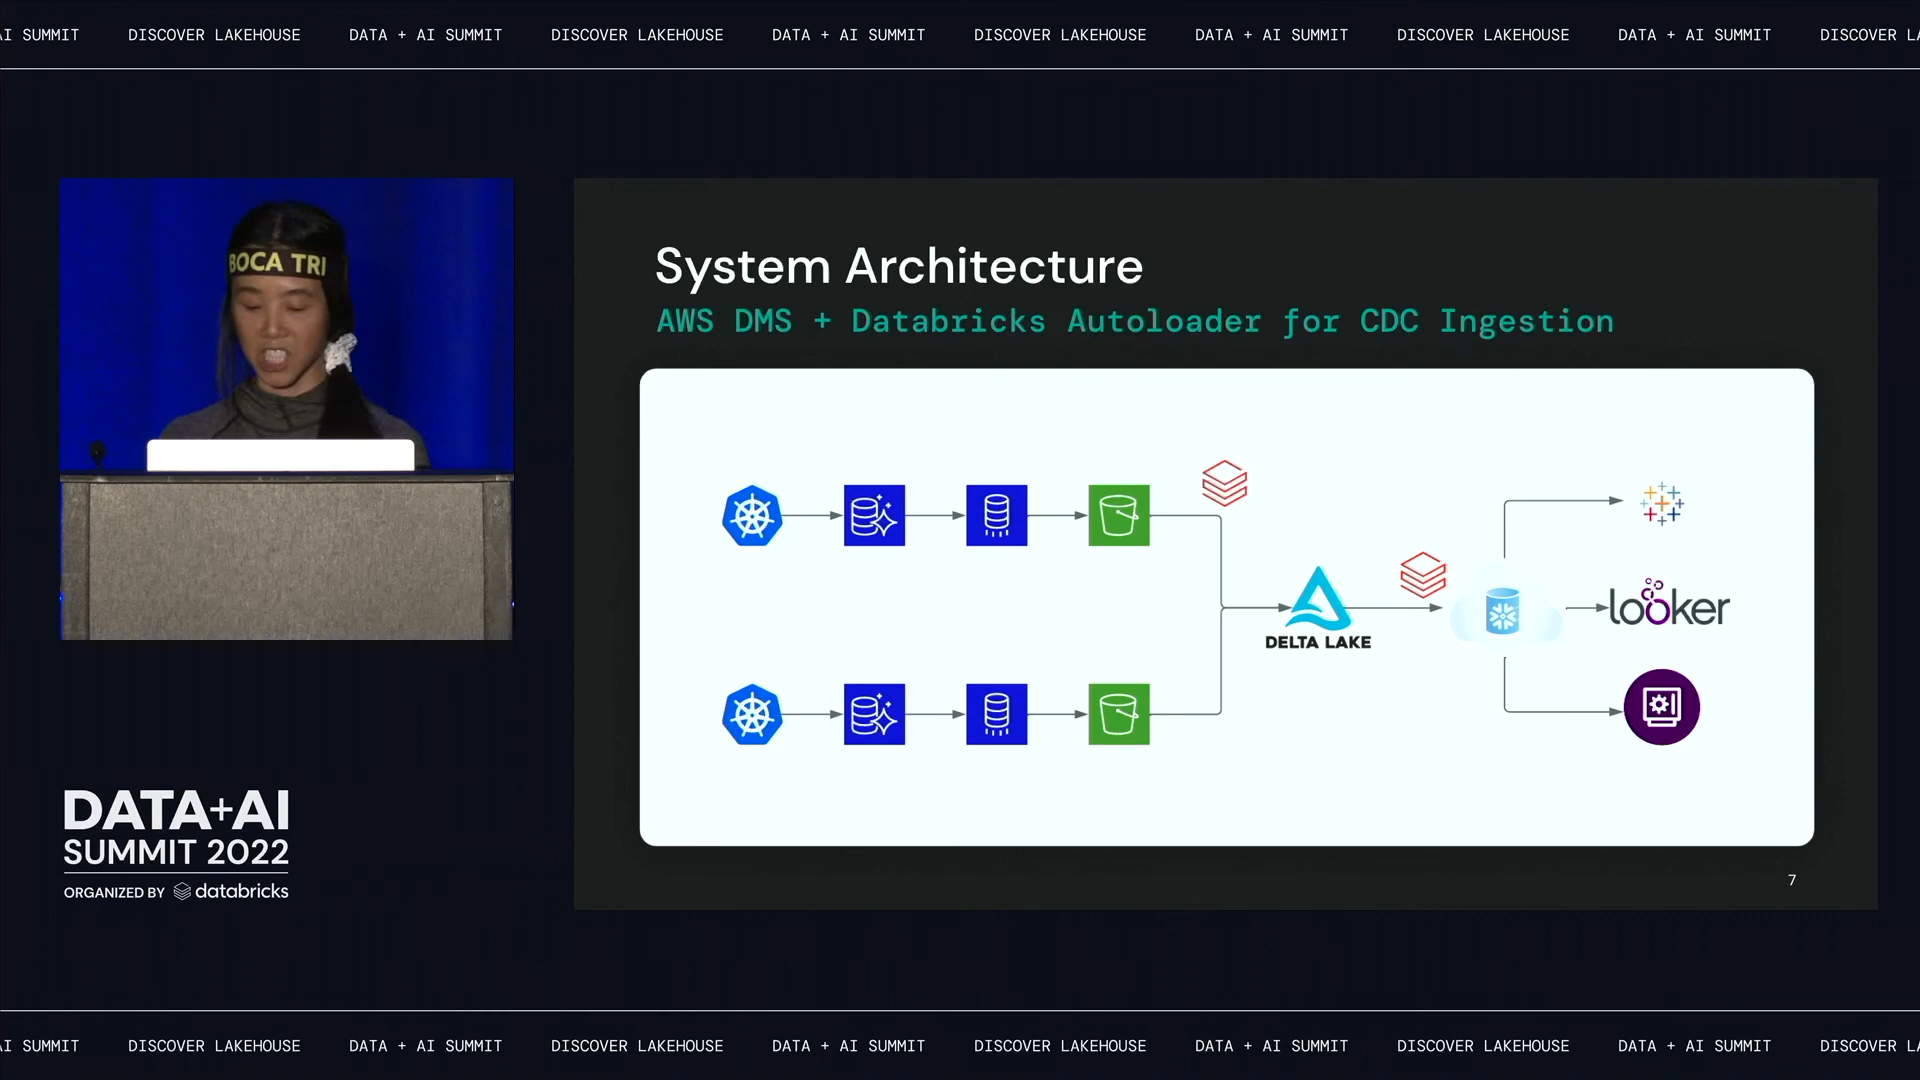 AI SUMMIT DISCOVER LAKEHOUSE DATA + AI SUMMIT DISCOVER LAKEHOUSE DATA + AI SUMMIT DISCOVER LAKEHOUSE DATA + AI SUMMIT DISCOVER LAKEHOUSE DATA + AI SUMMIT DISCOVER LA
BOCA TRI
System Architecture
AWS DMS + Databricks Autoloader for CDC Ingestion
DELTA LAKE
looker
7
DATA+AI
SUMMIT 2022
ORGANIZED BY databricks
AI SUMMIT DISCOVER LAKEHOUSE DATA + AI SUMMIT DISCOVER LAKEHOUSE DATA + AI SUMMIT DISCOVER LAKEHOUSE DATA + AI SUMMIT DISCOVER LAKEHOUSE DATA + AI SUMMIT DISCOVER LA